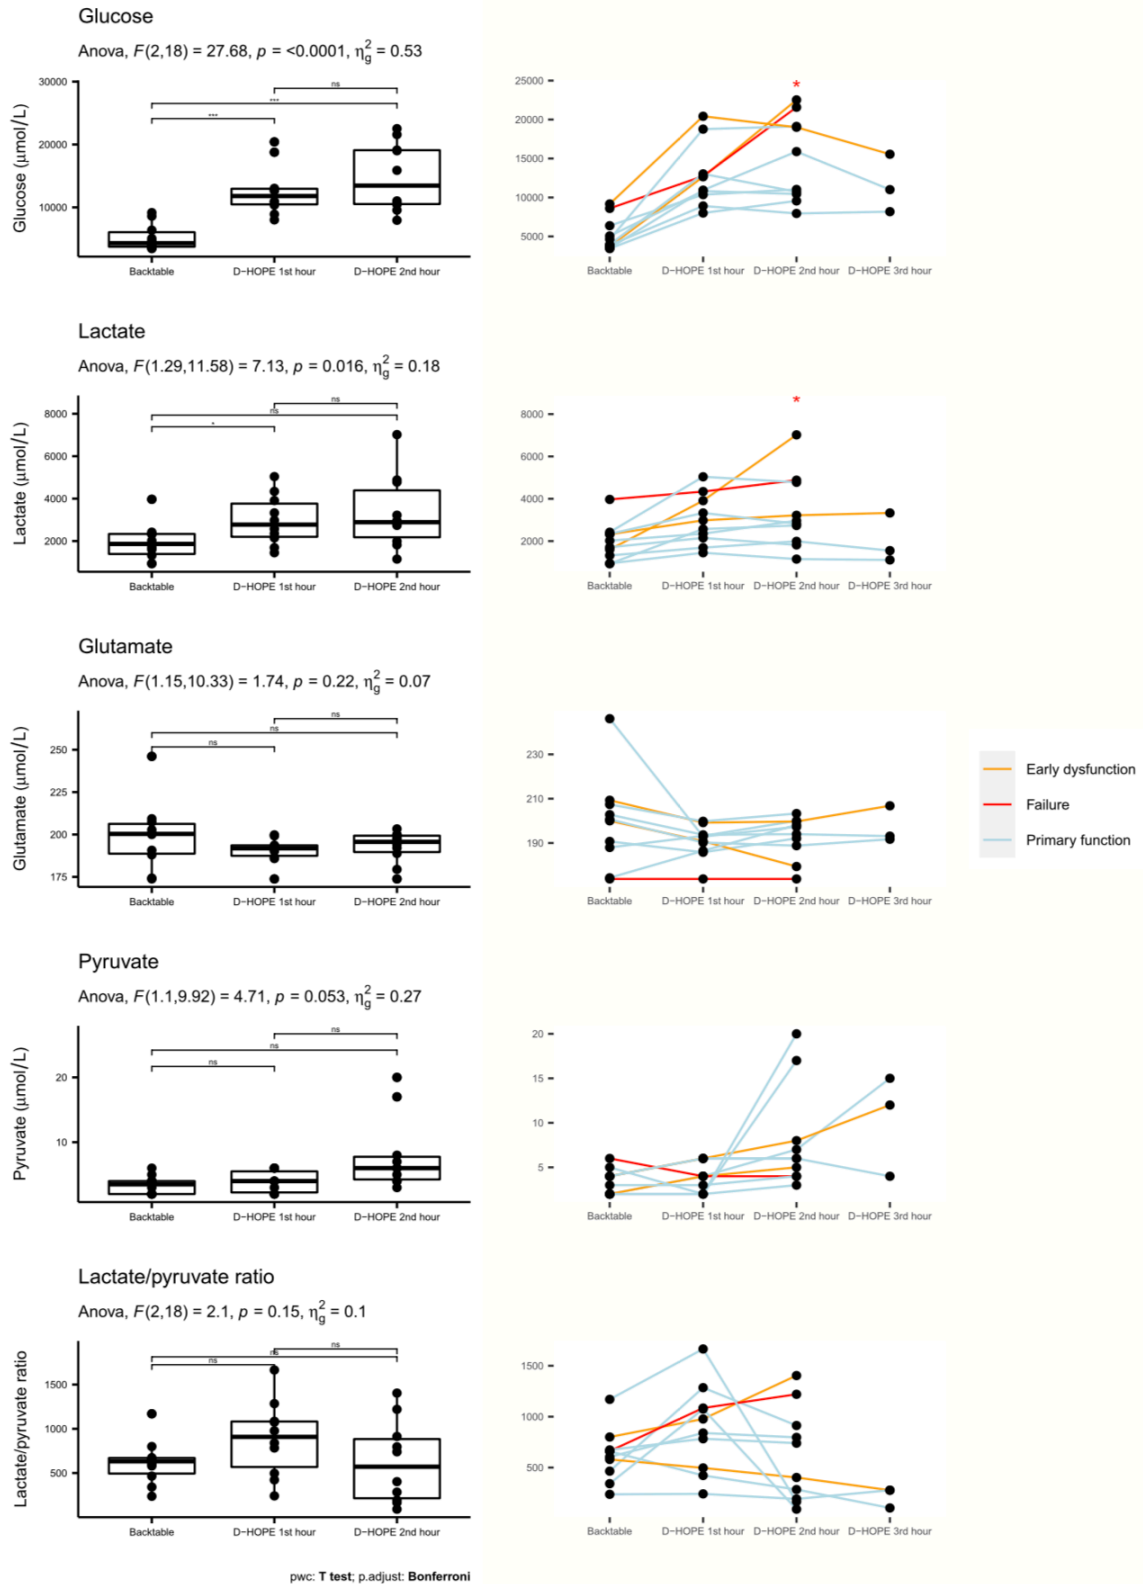 Glucose
Anova, F(2,18) = 27.68, p = <0.0001, η²g = 0.53
Glucose (μmol/L)
30000
20000
10000
ns
***
***
Backtable
D−HOPE 1st hour
D−HOPE 2nd hour
25000
20000
15000
10000
5000
*
Backtable
D−HOPE 1st hour
D−HOPE 2nd hour
D−HOPE 3rd hour
Lactate
Anova, F(1.29,11.58) = 7.13, p = 0.016, η²g = 0.18
Lactate (μmol/L)
8000
6000
4000
2000
ns
ns
*
Backtable
D−HOPE 1st hour
D−HOPE 2nd hour
8000
6000
4000
2000
*
Backtable
D−HOPE 1st hour
D−HOPE 2nd hour
D−HOPE 3rd hour
Glutamate
Anova, F(1.15,10.33) = 1.74, p = 0.22, η²g = 0.07
Glutamate (μmol/L)
250
225
200
175
ns
ns
ns
Backtable
D−HOPE 1st hour
D−HOPE 2nd hour
230
210
190
Backtable
D−HOPE 1st hour
D−HOPE 2nd hour
D−HOPE 3rd hour
Early dysfunction
Failure
Primary function
Pyruvate
Anova, F(1.1,9.92) = 4.71, p = 0.053, η²g = 0.27
Pyruvate (μmol/L)
20
10
ns
ns
ns
Backtable
D−HOPE 1st hour
D−HOPE 2nd hour
20
15
10
5
Backtable
D−HOPE 1st hour
D−HOPE 2nd hour
D−HOPE 3rd hour
Lactate/pyruvate ratio
Anova, F(2,18) = 2.1, p = 0.15, η²g = 0.1
Lactate/pyruvate ratio
1500
1000
500
ns
ns
ns
Backtable
D−HOPE 1st hour
D−HOPE 2nd hour
1500
1000
500
Backtable
D−HOPE 1st hour
D−HOPE 2nd hour
D−HOPE 3rd hour
pwc: T test; p.adjust: Bonferroni